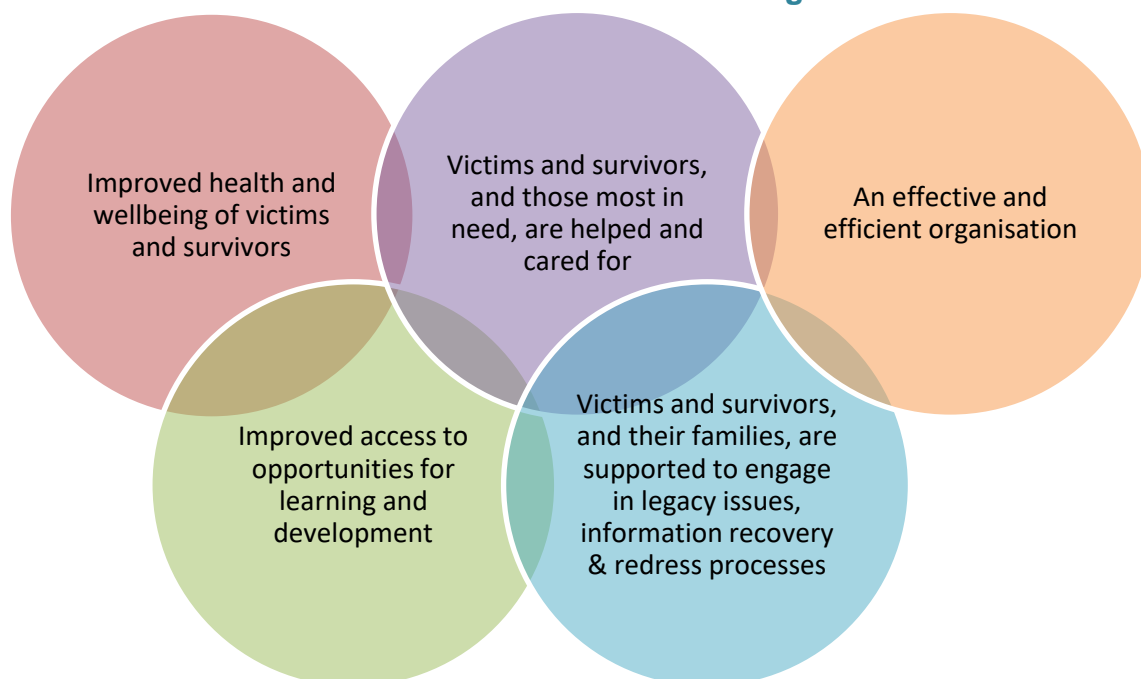 Improved health and
wellbeing of victims
and survivors
Victims and survivors,
and those most in
need, are helped and
cared for
An effective and
efficient organisation
Improved access to
opportunities for
learning and
development
Victims and survivors,
and their families, are
supported to engage
in legacy issues,
information recovery
& redress processes